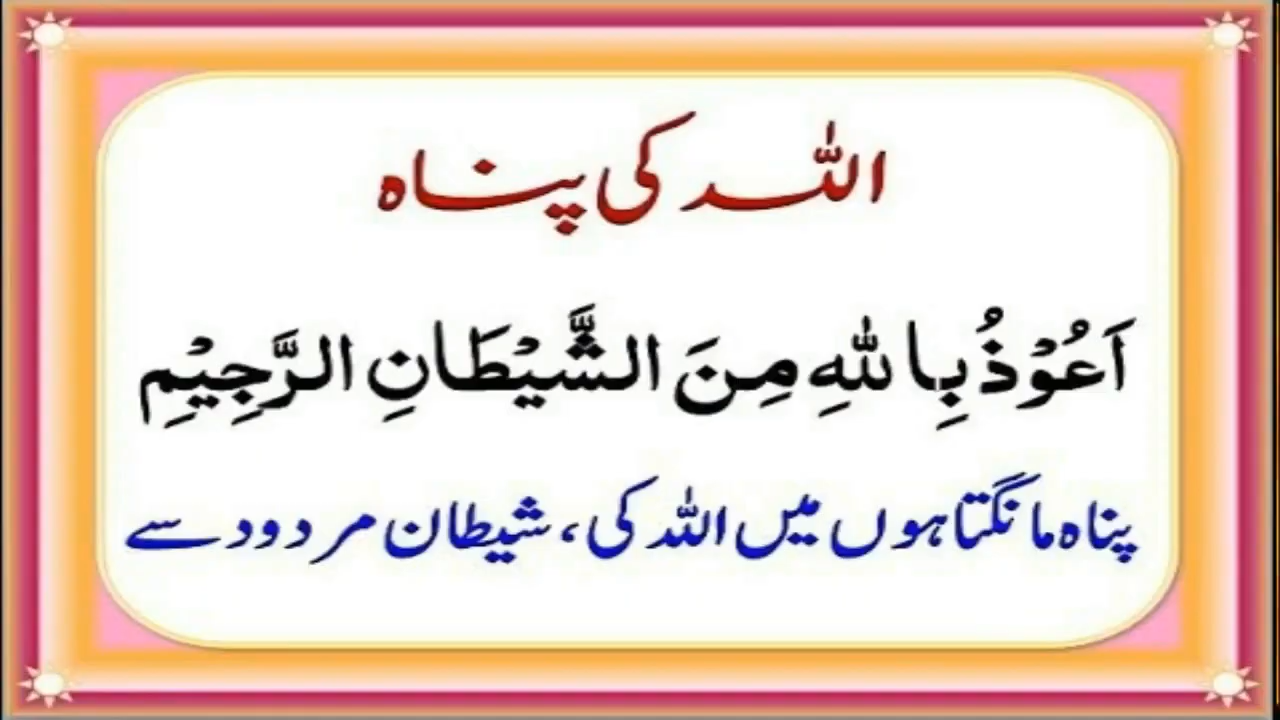 اللہ کی پناہ
اَعُوْذُ بِاللّٰهِ مِنَ الشَّيْطَانِ الرَّجِيْمِ
پناہ مانگتا ہوں میں اللہ کی ، شیطان مردود سے